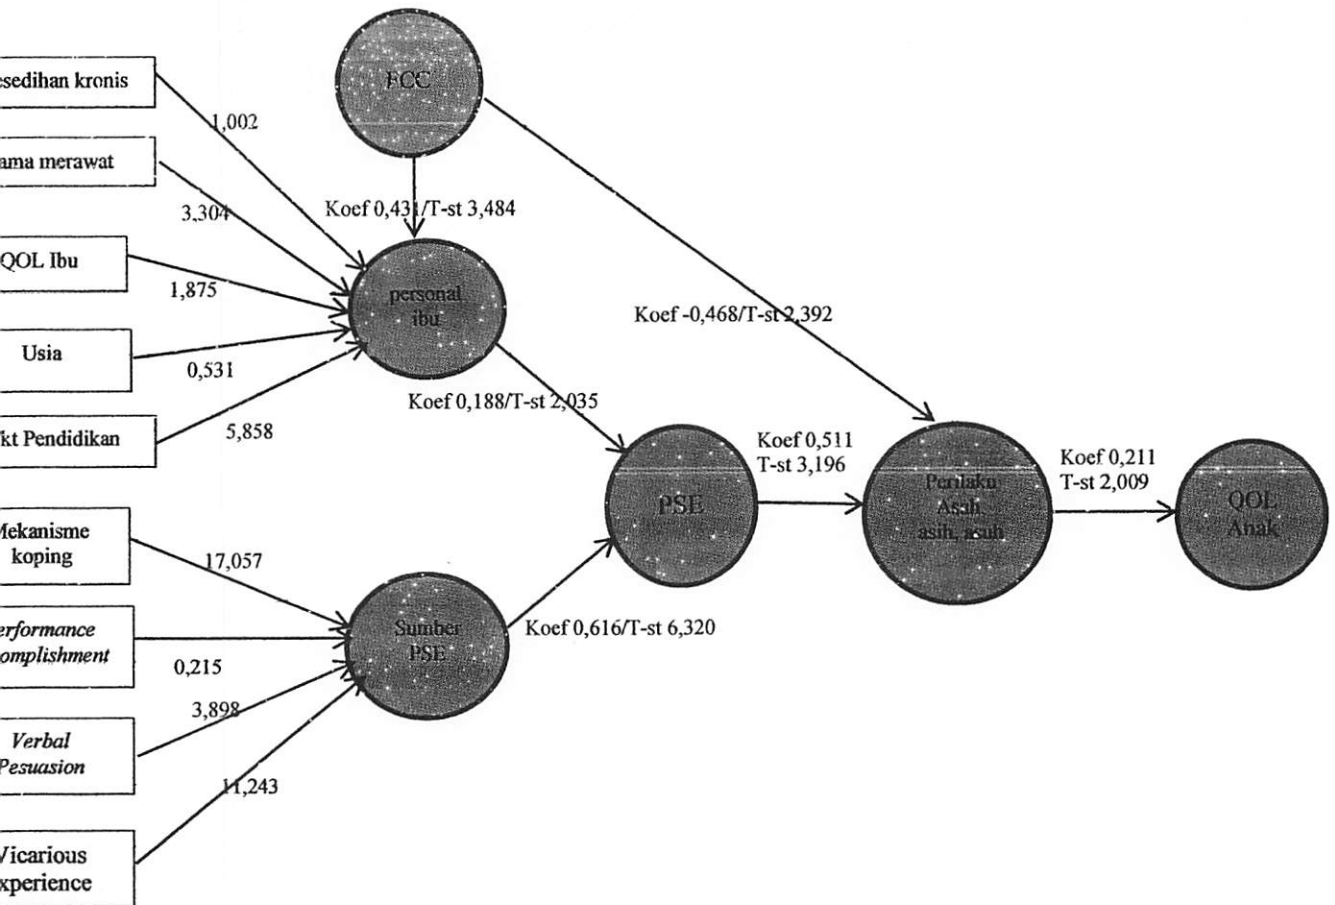 FCC
esedihan kronis
1,002
ama merawat
3,304
Koef 0,431/T-st 3,484
QOL Ibu
1,875
personal
ibu
Koef -0,468/T-st 2,392
Usia
0,531
Koef 0,188/T-st 2,035
kt Pendidikan
5,858
Koef 0,511
T-st 3,196
Koef 0,211
T-st 2,009
PSE
Perilaku
Asah,
asih, asuh
QOL
Anak
Mekanisme
koping
17,057
erformance
omplishment
0,215
Sumber
PSE
Koef 0,616/T-st 6,320
3,898
Verbal
Pesuasion
11,243
Vicarious
xperience